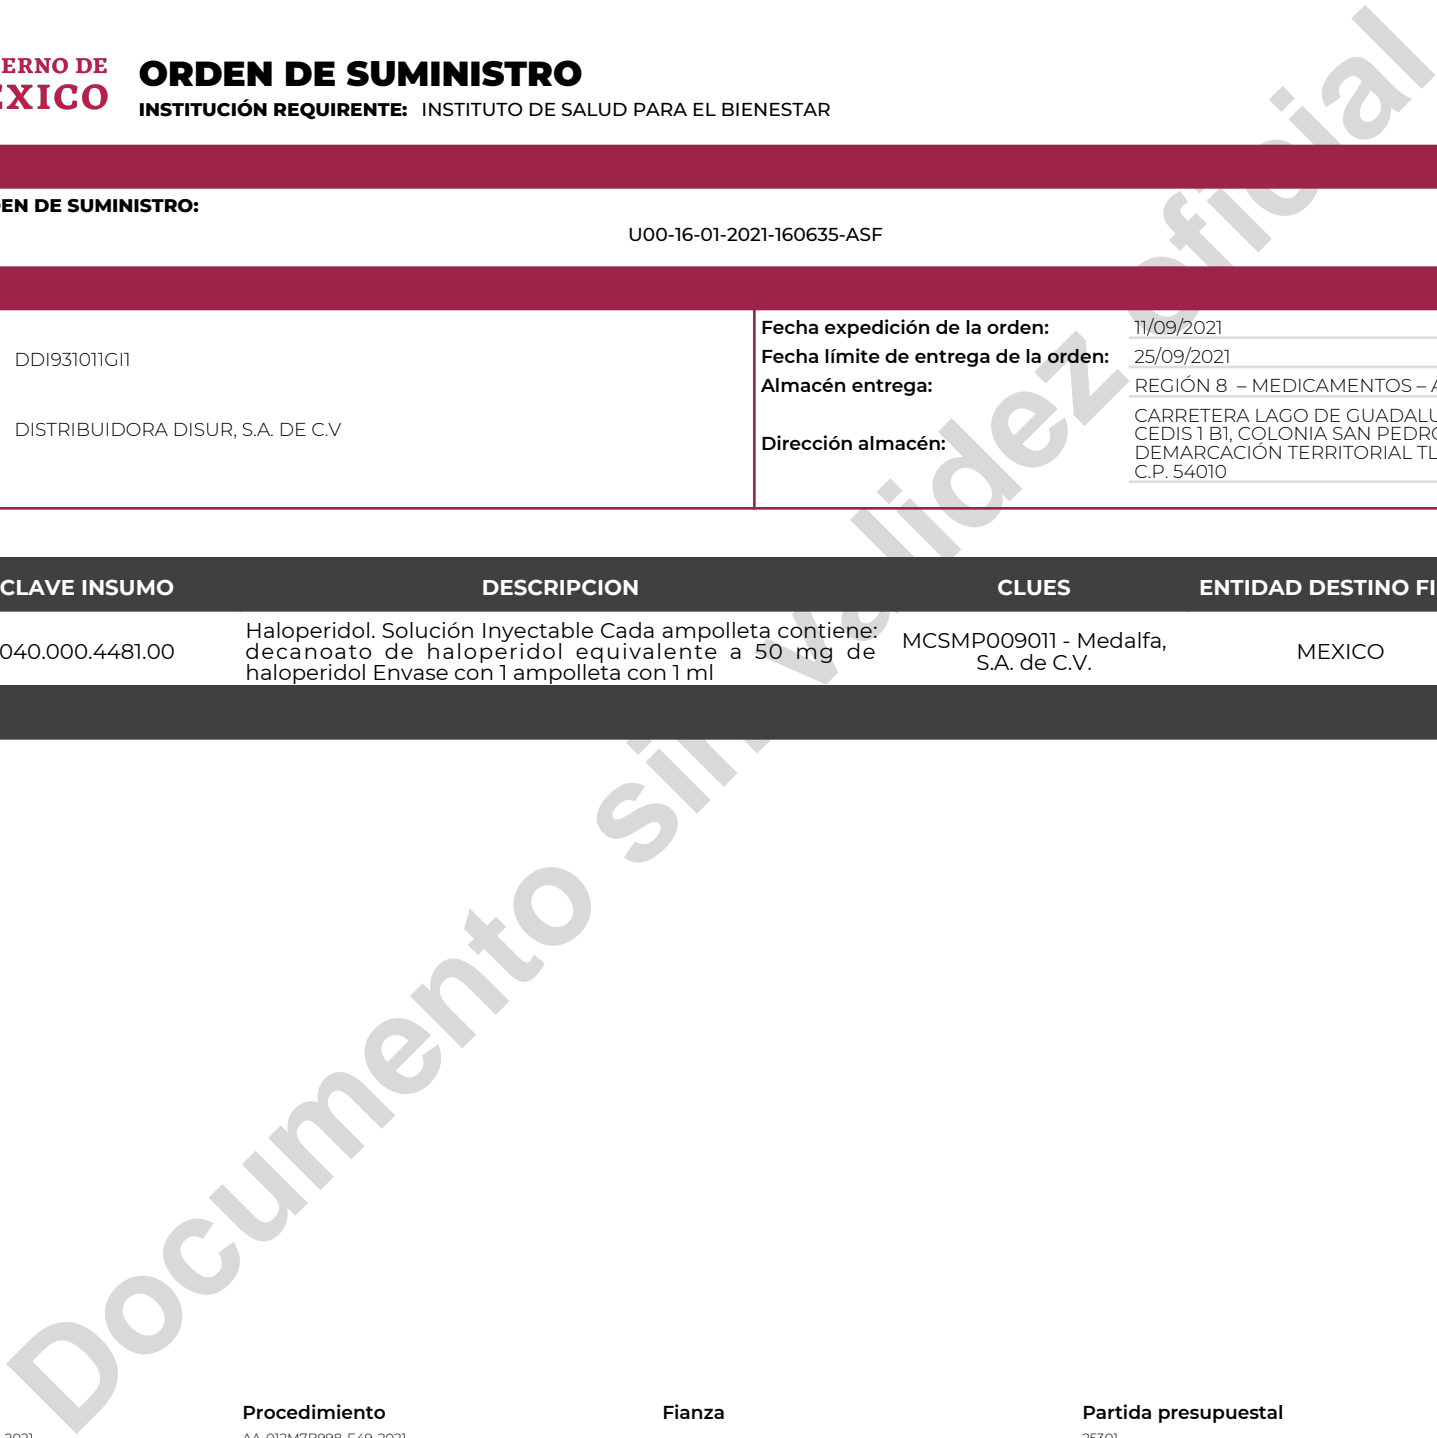 ERNO DE
ORDEN DE SUMINISTRO
INSTITUCIÓN REQUIRENTE: INSTITUTO DE SALUD PARA EL BIENESTAR
EN DE SUMINISTRO:
U00-16-01-2021-160635-ASF
DDI931011GI1
DISTRIBUIDORA DISUR, S.A. DE C.V
Fecha expedición de la orden: 11/09/2021
Fecha límite de entrega de la orden: 25/09/2021
Almacén entrega: REGIÓN 8 – MEDICAMENTOS –
Dirección almacén:
CARRETERA LAGO DE GUADALU
CEDIS 1 B1, COLONIA SAN PEDRO
DEMARCACIÓN TERRITORIAL TL
C.P. 54010
CLAVE INSUMO DESCRIPCION CLUES ENTIDAD DESTINO FI
040.000.4481.00
Haloperidol. Solución Inyectable Cada ampolleta contiene:
decanoato de haloperidol equivalente a 50 mg de
haloperidol Envase con 1 ampolleta con 1 ml
MCSMP009011 - Medalfa,
S.A. de C.V.
MEXICO
Documento sin validez oficial
Procedimiento Fianza Partida presupuestal